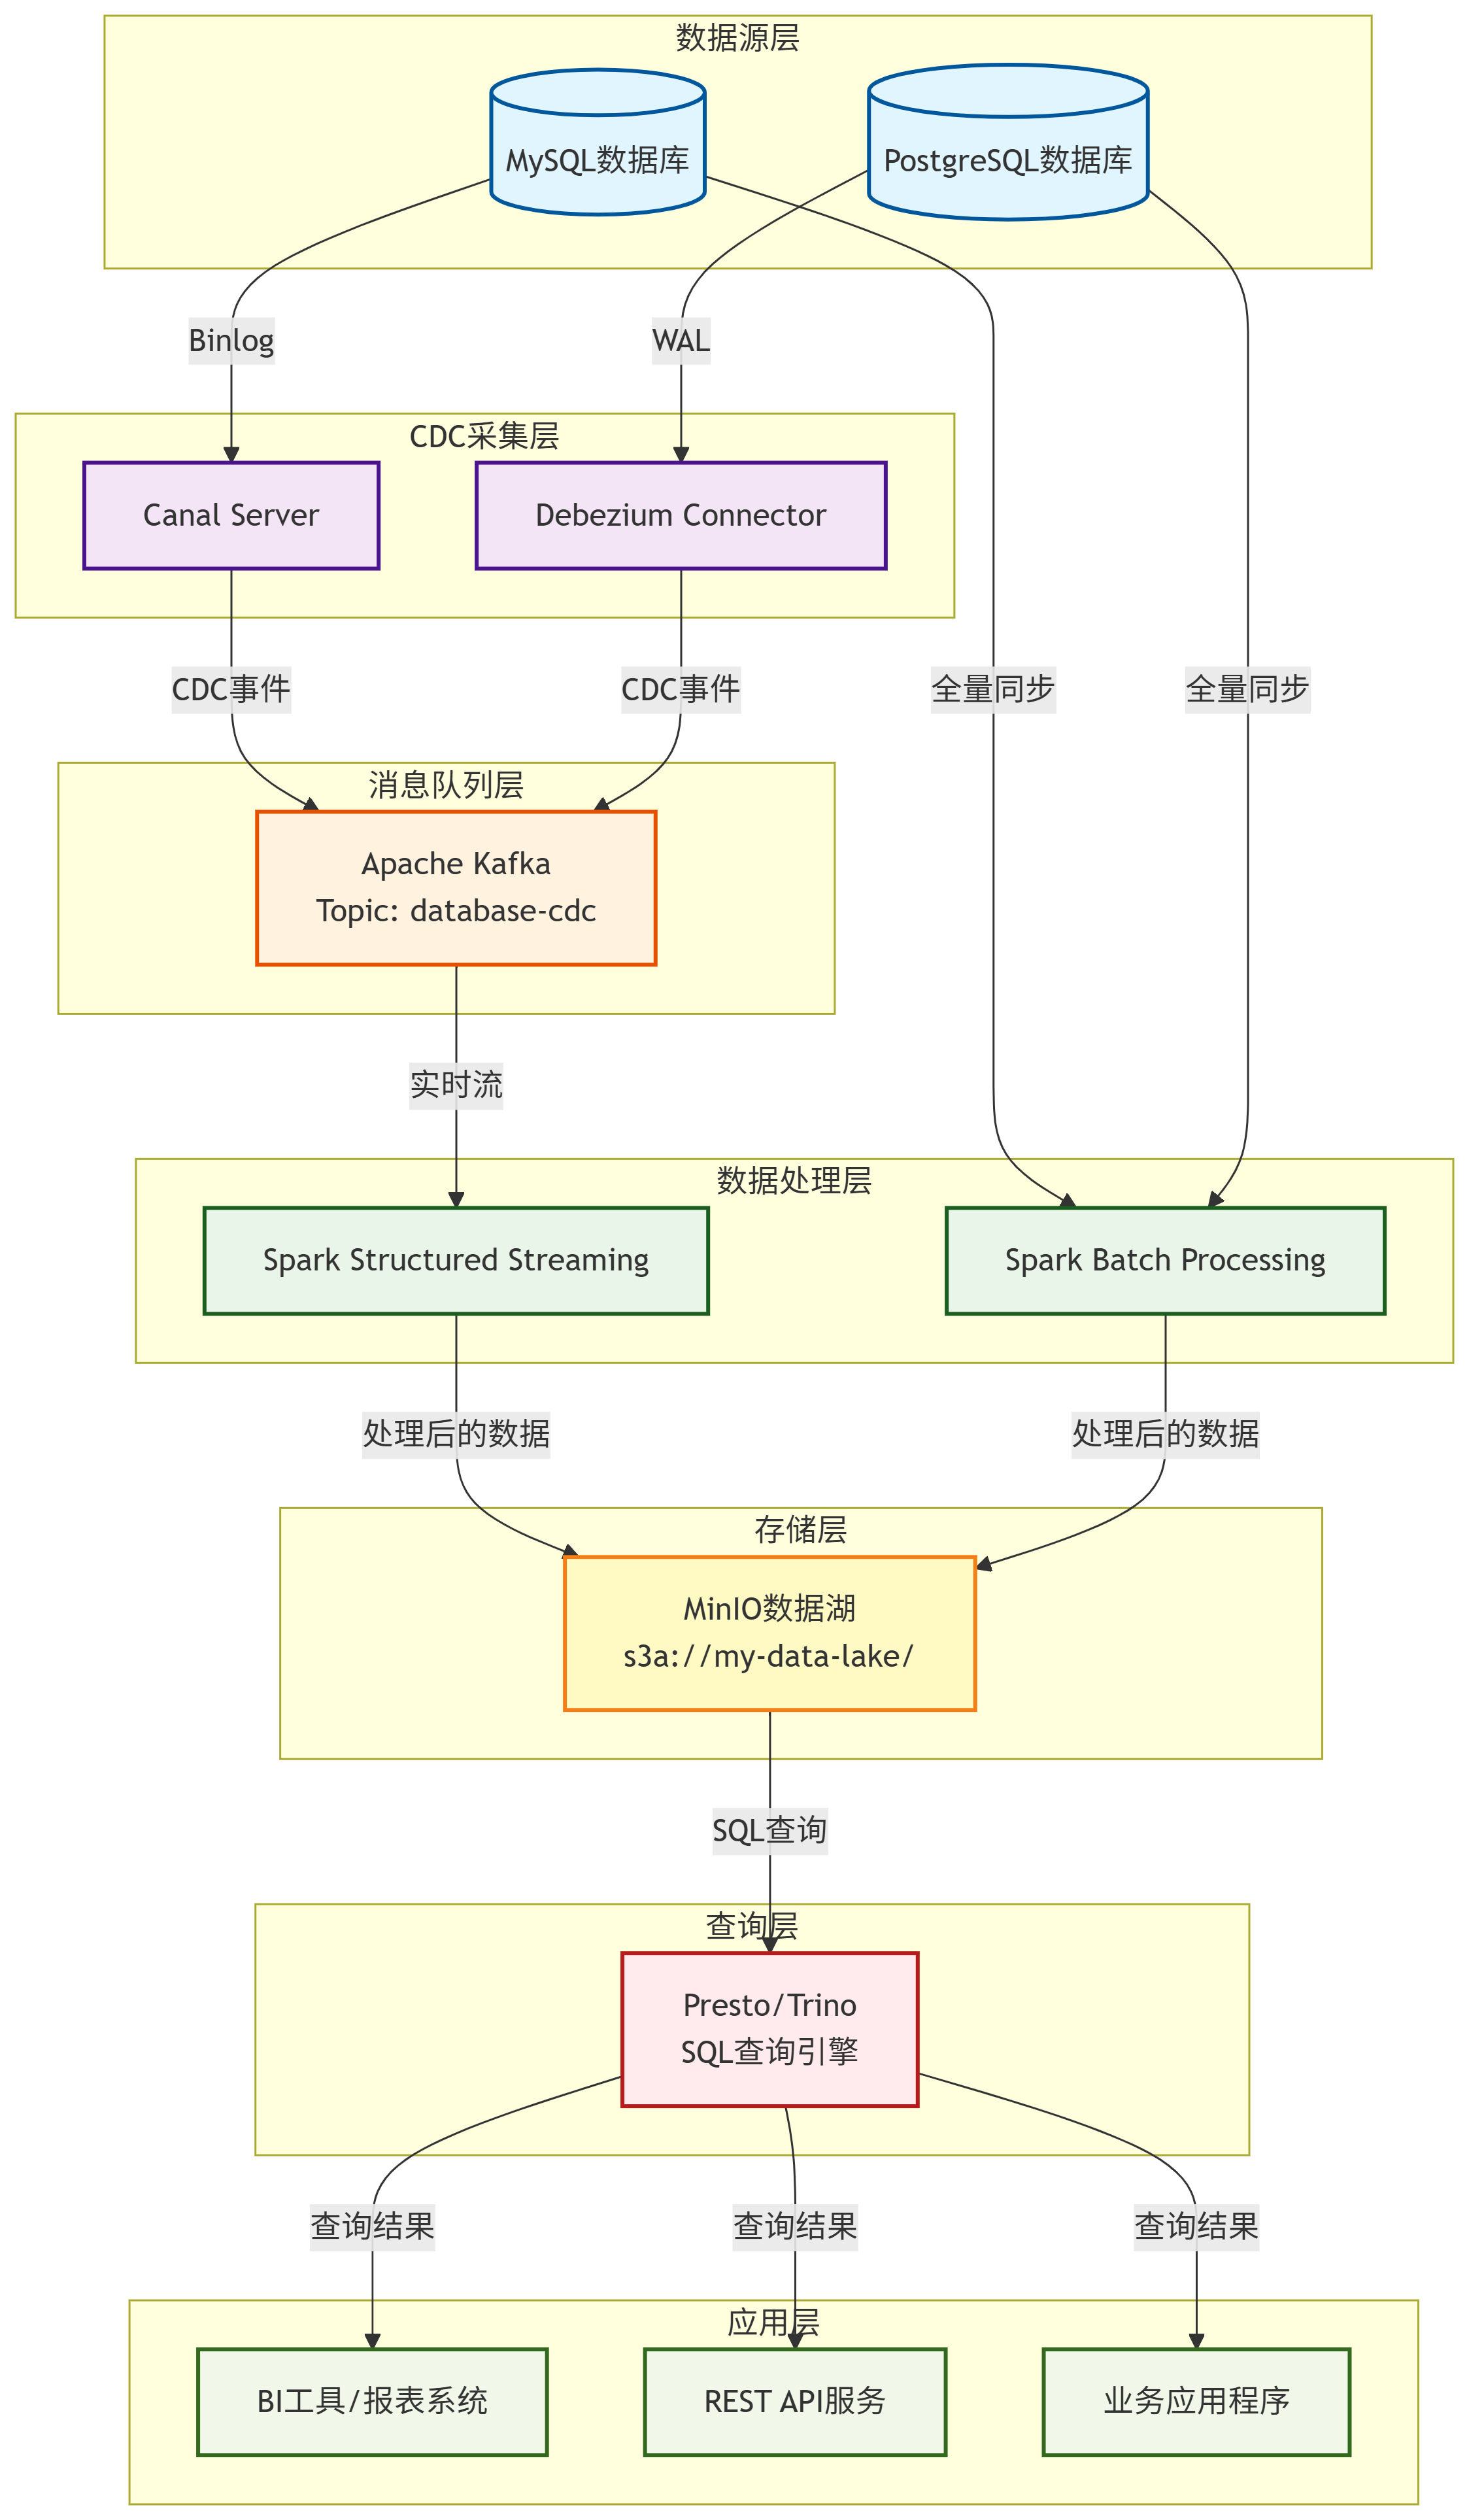 数据源层
MySQL数据库
PostgreSQL数据库
Binlog
WAL
CDC采集层
Canal Server
Debezium Connector
CDC事件
CDC事件
全量同步
全量同步
消息队列层
Apache Kafka
Topic: database-cdc
实时流
数据处理层
Spark Structured Streaming
Spark Batch Processing
处理后的数据
处理后的数据
存储层
MinIO数据湖
s3a://my-data-lake/
SQL查询
查询层
Presto/Trino
SQL查询引擎
查询结果
查询结果
查询结果
应用层
BI工具/报表系统
REST API服务
业务应用程序